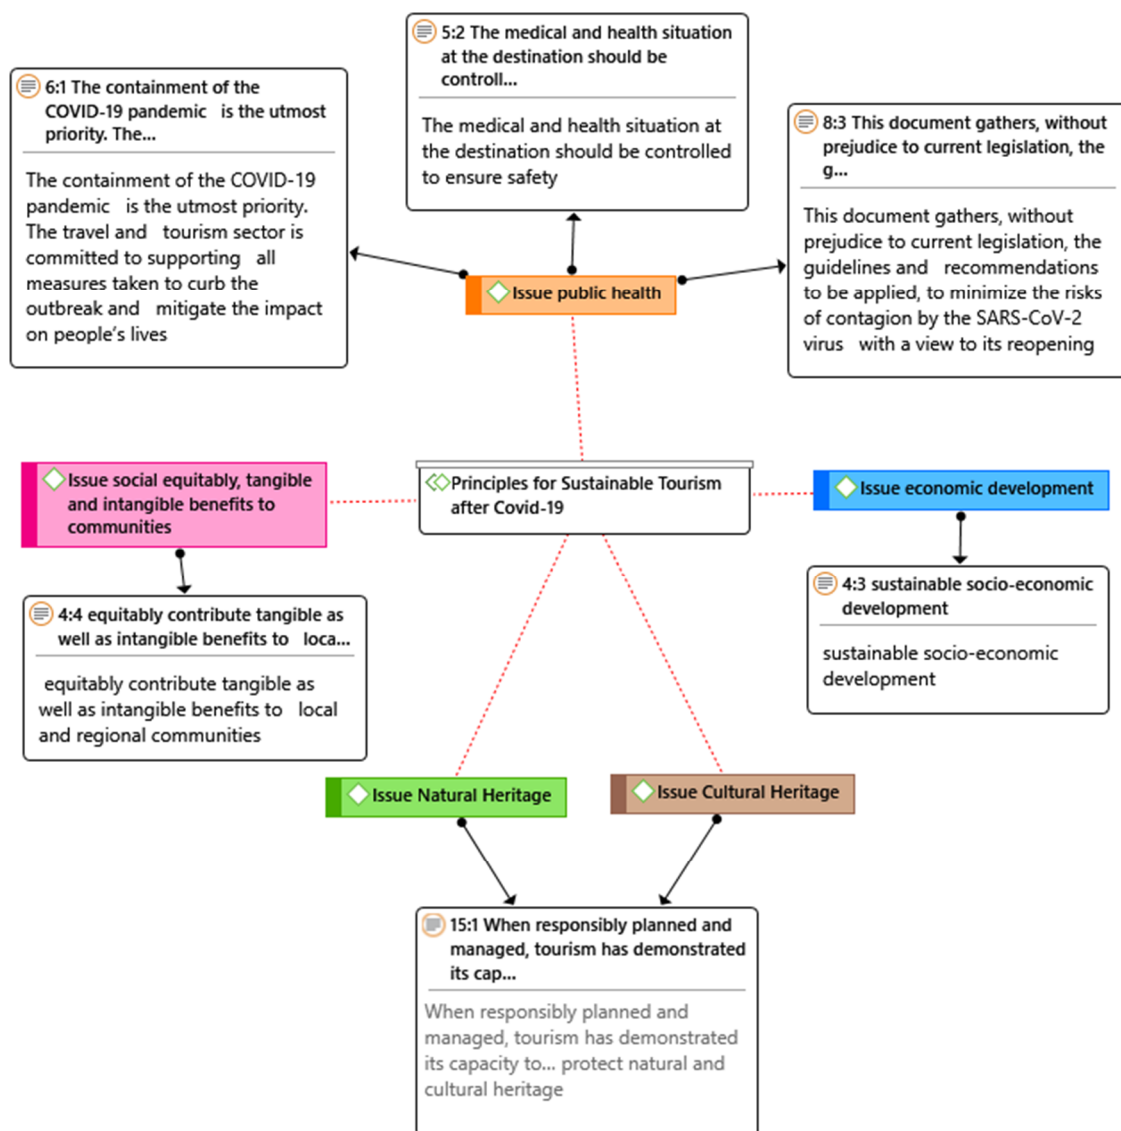 5:2 The medical and health situation
at the destination should be
controll...
The medical and health situation at
the destination should be controlled
to ensure safety
6:1 The containment of the
COVID-19 pandemic is the utmost
priority. The...
The containment of the COVID-19
pandemic is the utmost priority.
The travel and tourism sector is
committed to supporting all
measures taken to curb the
outbreak and mitigate the impact
on people’s lives
8:3 This document gathers, without
prejudice to current legislation, the
g...
This document gathers, without
prejudice to current legislation, the
guidelines and recommendations
to be applied, to minimize the risks
of contagion by the SARS-CoV-2
virus with a view to its reopening
Issue public health
Issue social equitably, tangible
and intangible benefits to
communities
Principles for Sustainable Tourism
after Covid-19
Issue economic development
4:4 equitably contribute tangible as
well as intangible benefits to loca...
equitably contribute tangible as
well as intangible benefits to local
and regional communities
4:3 sustainable socio-economic
development
sustainable socio-economic
development
Issue Natural Heritage
Issue Cultural Heritage
15:1 When responsibly planned and
managed, tourism has demonstrated
its cap...
When responsibly planned and
managed, tourism has demonstrated
its capacity to... protect natural and
cultural heritage